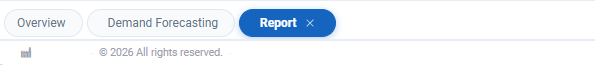 Overview Demand Forecasting Report ×
© 2026 All rights reserved.